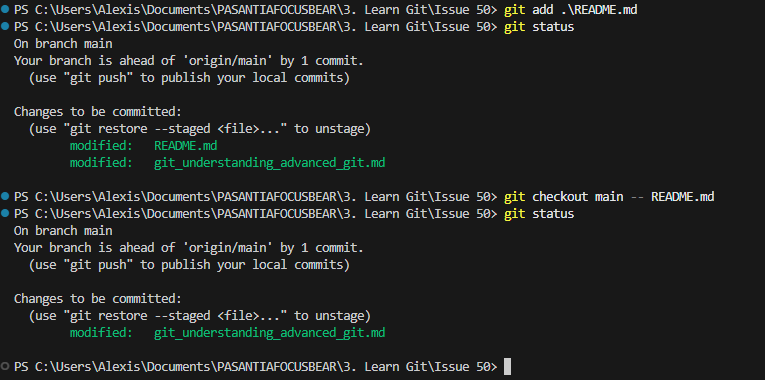 PS C:\Users\Alexis\Documents\PASANTIAFOCUSBEAR\3. Learn Git\Issue 50> git add .\README.md
PS C:\Users\Alexis\Documents\PASANTIAFOCUSBEAR\3. Learn Git\Issue 50> git status
On branch main
Your branch is ahead of 'origin/main' by 1 commit.
  (use "git push" to publish your local commits)

Changes to be committed:
  (use "git restore --staged <file>..." to unstage)
        modified:   README.md
        modified:   git_understanding_advanced_git.md

PS C:\Users\Alexis\Documents\PASANTIAFOCUSBEAR\3. Learn Git\Issue 50> git checkout main -- README.md
PS C:\Users\Alexis\Documents\PASANTIAFOCUSBEAR\3. Learn Git\Issue 50> git status
On branch main
Your branch is ahead of 'origin/main' by 1 commit.
  (use "git push" to publish your local commits)

Changes to be committed:
  (use "git restore --staged <file>..." to unstage)
        modified:   git_understanding_advanced_git.md

PS C:\Users\Alexis\Documents\PASANTIAFOCUSBEAR\3. Learn Git\Issue 50>